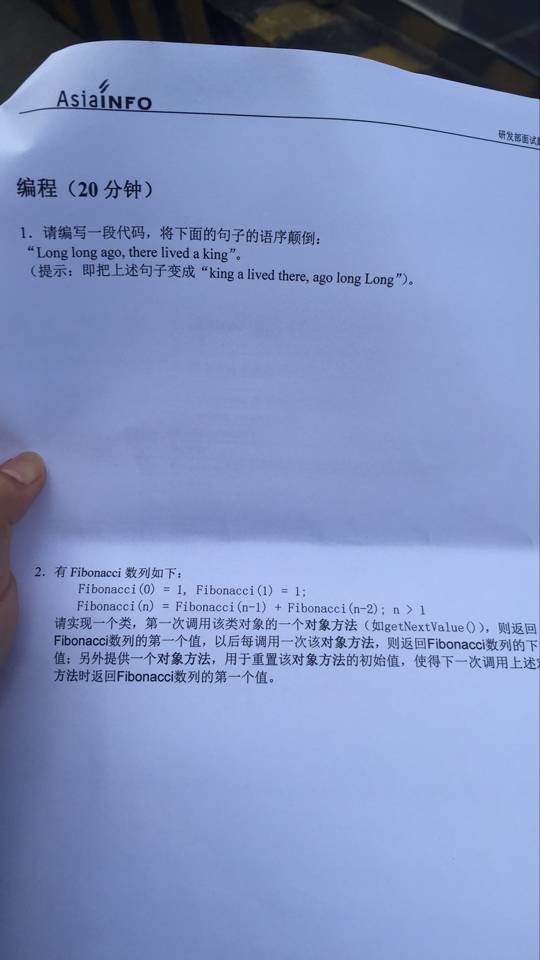 AsiaINFO
研发部面试
编程（20 分钟）
1．请编写一段代码，将下面的句子的语序颠倒：
“Long long ago, there lived a king”。
（提示：即把上述句子变成“king a lived there, ago long Long”）。
2．有 Fibonacci 数列如下：
Fibonacci(0) = 1, Fibonacci(1) = 1;
Fibonacci(n) = Fibonacci(n-1) + Fibonacci(n-2); n > 1
请实现一个类，第一次调用该类对象的一个对象方法（如getNextValue()），则返回
Fibonacci数列的第一个值，以后每调用一次该对象方法，则返回Fibonacci数列的下
值；另外提供一个对象方法，用于重置该对象方法的初始值，使得下一次调用上述
方法时返回Fibonacci数列的第一个值。